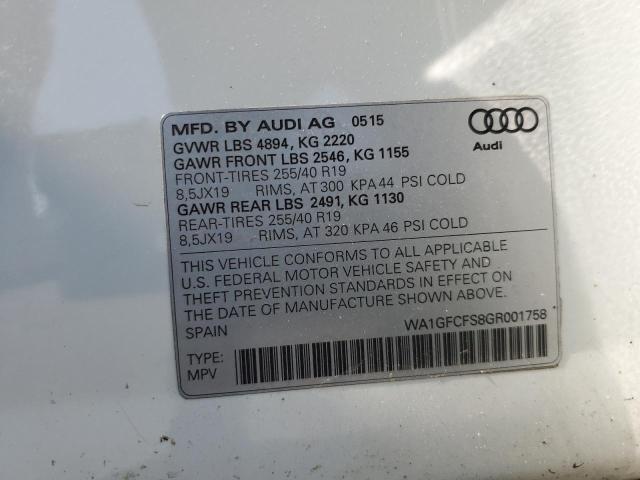 MFD. BY AUDI AG 0515
GVWR LBS 4894, KG 2220
GAWR FRONT LBS 2546, KG 1155
FRONT-TIRES 255/40 R19
8,5JX19 RIMS, AT 300 KPA 44 PSI COLD
GAWR REAR LBS 2491, KG 1130
REAR-TIRES 255/40 R19
8,5JX19 RIMS, AT 320 KPA 46 PSI COLD
Audi
THIS VEHICLE CONFORMS TO ALL APPLICABLE
U.S. FEDERAL MOTOR VEHICLE SAFETY AND
THEFT PREVENTION STANDARDS IN EFFECT ON
THE DATE OF MANUFACTURE SHOWN ABOVE.
SPAIN
WA1GFCFS8GR001758
TYPE:
MPV